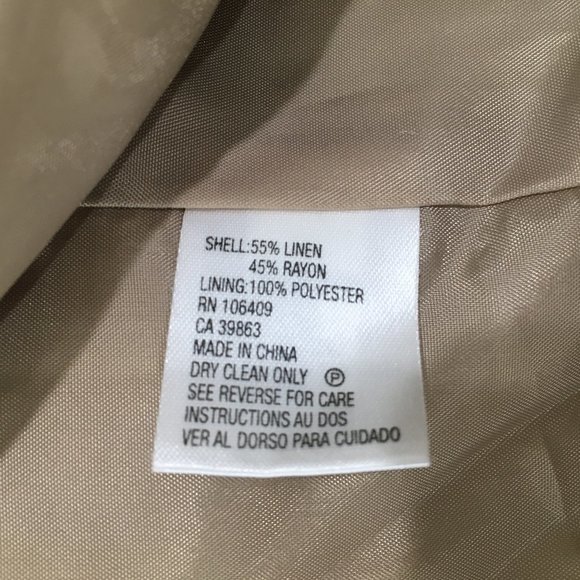 SHELL:55% LINEN
45% RAYON
LINING:100% POLYESTER
RN 106409
CA 39863
MADE IN CHINA
DRY CLEAN ONLY Ⓟ
SEE REVERSE FOR CARE
INSTRUCTIONS AU DOS
VER AL DORSO PARA CUIDADO